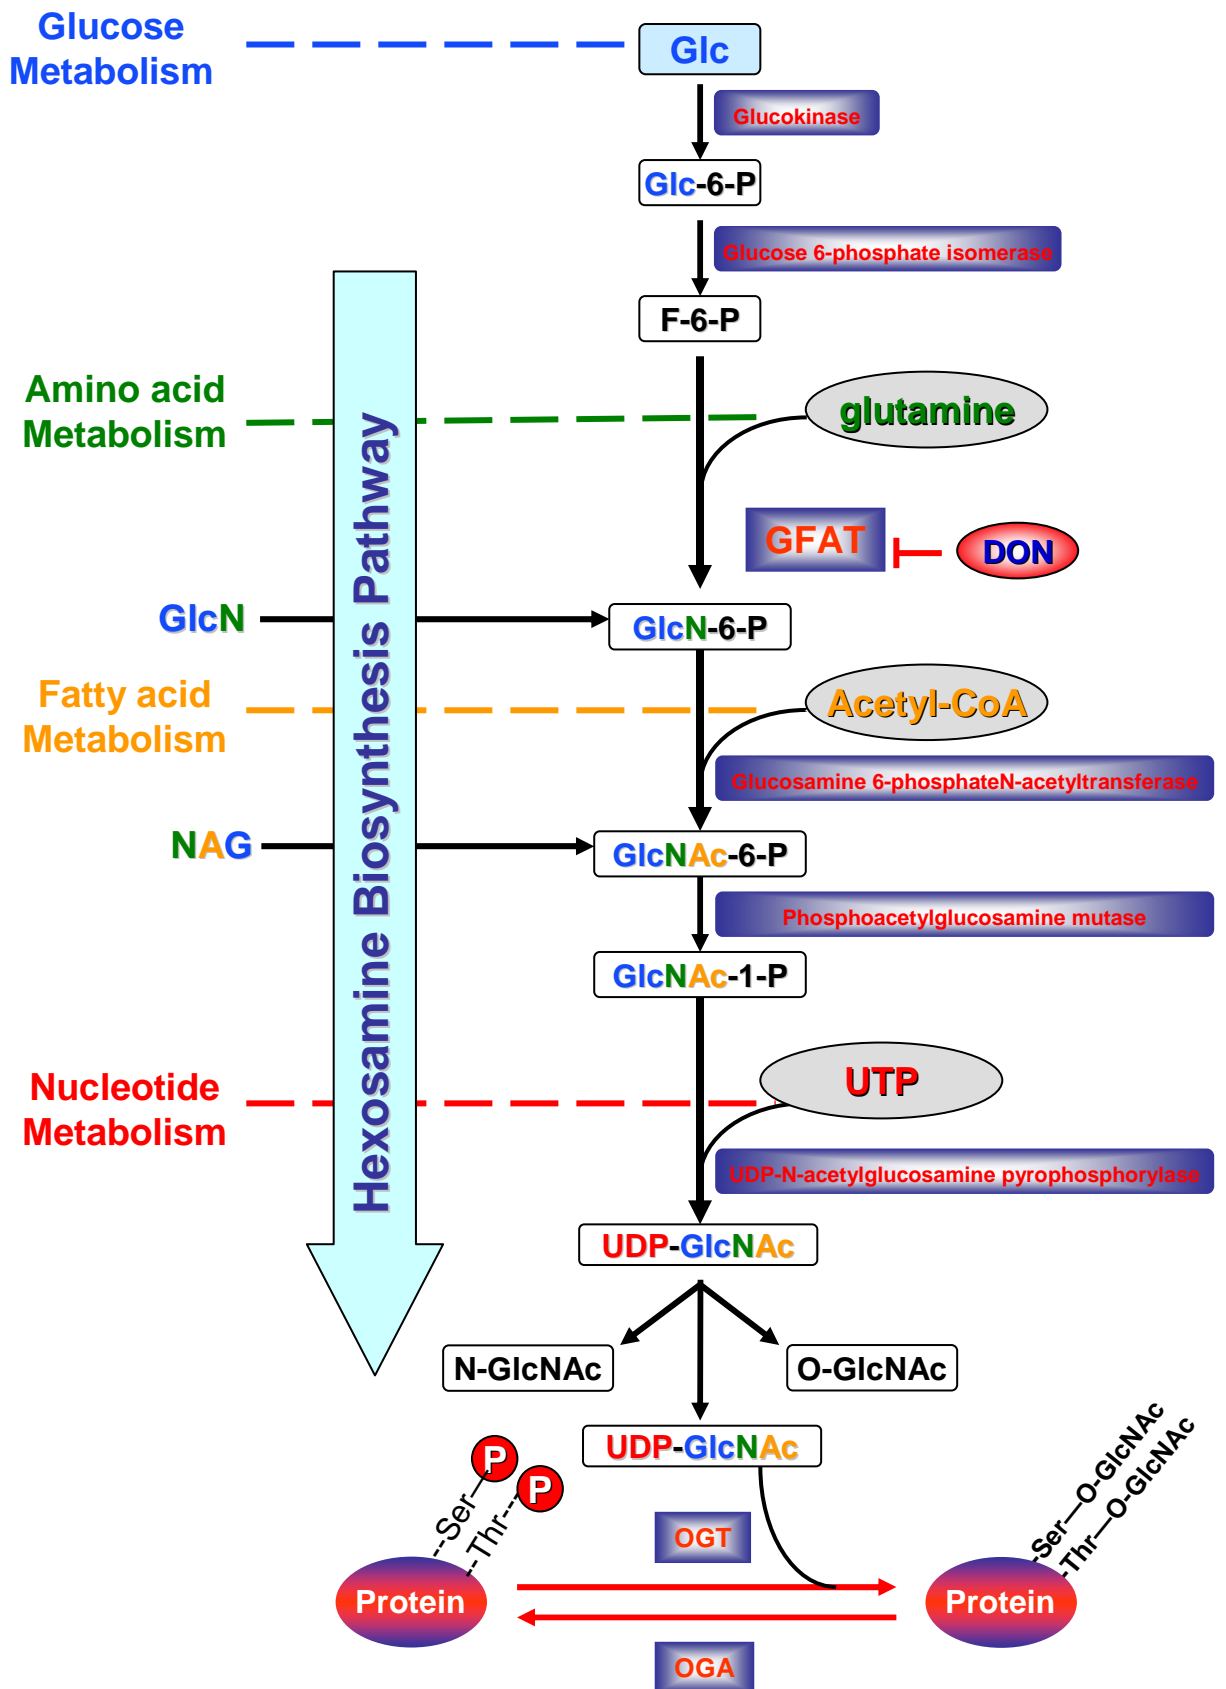 Glucose
Metabolism
Glc
Glucokinase
Glc-6-P
Glucose 6-phosphate isomerase
F-6-P
Amino acid
Metabolism
glutamine
GFAT
DON
GlcN
GlcN-6-P
Fatty acid
Metabolism
Acetyl-CoA
Glucosamine 6-phosphateN-acetyltransferase
NAG
GlcNAc-6-P
Phosphoacetylglucosamine mutase
GlcNAc-1-P
Hexosamine Biosynthesis Pathway
Nucleotide
Metabolism
UTP
UDP-N-acetylglucosamine pyrophosphorylase
UDP-GlcNAc
N-GlcNAc
O-GlcNAc
UDP-GlcNAc
P
P
---Ser—
---Thr---
Protein
OGT
OGA
-Ser—O-GlcNAc
-Thr—O-GlcNAc
Protein